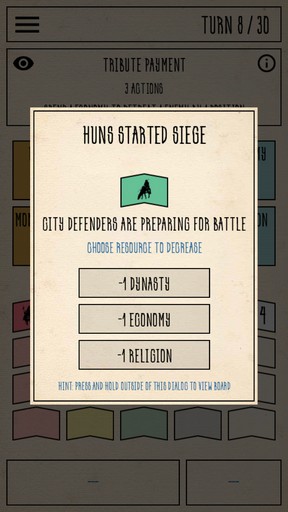 TURN 8 / 30
TRIBUTE PAYMENT
3 ACTIONS
HUNS STARTED SIEGE
CITY DEFENDERS ARE PREPARING FOR BATTLE
CHOOSE RESOURCE TO DECREASE
-1 DYNASTY
-1 ECONOMY
-1 RELIGION
HINT: PRESS AND HOLD OUTSIDE OF THIS DIALOG TO VIEW BOARD
4